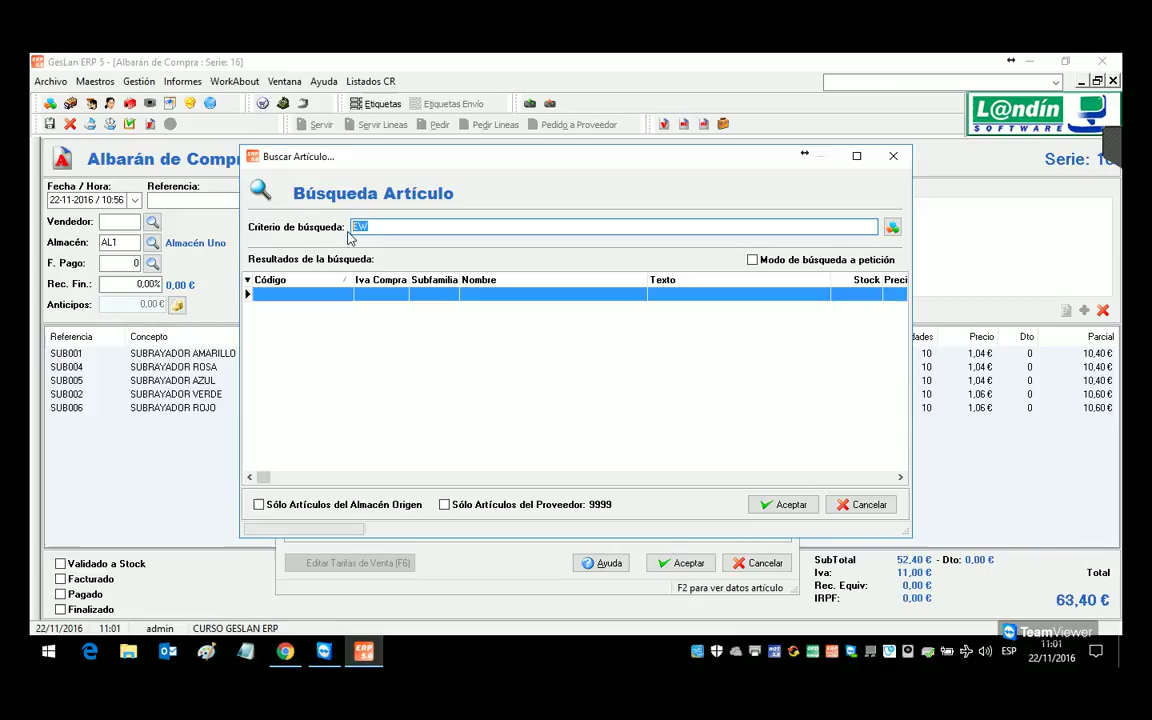 GesLan ERP 5 - [Albarán de Compra : Serie: 16]
Archivo Maestros Gestión Informes WorkAbout Ventana Ayuda Listados CR
Etiquetas Etiquetas Envío
Servir Servir Lineas Pedir Pedir Lineas Pedido a Proveedor
L@ndín
SOFTWARE
Albarán de Compr
Serie: 16
Fecha / Hora: Referencia:
22-11-2016 / 10:56
Vendedor:
Almacén: AL1 Almacén Uno
F. Pago: 0
Rec. Fin.: 0,00% 0,00 €
Anticipos: 0,00 €
Buscar Artículo...
Búsqueda Artículo
Criterio de búsqueda: EW
Resultados de la búsqueda: Modo de búsqueda a petición
Código Iva Compra Subfamilia Nombre Texto Stock Preci
Sólo Artículos del Almacén Origen Sólo Artículos del Proveedor: 9999 Aceptar Cancelar
Referencia Concepto dades Precio Dto Parcial
SUB001 SUBRAYADOR AMARILLO 10 1,04 € 0 10,40 €
SUB004 SUBRAYADOR ROSA 10 1,04 € 0 10,40 €
SUB005 SUBRAYADOR AZUL 10 1,04 € 0 10,40 €
SUB002 SUBRAYADOR VERDE 10 1,06 € 0 10,60 €
SUB006 SUBRAYADOR ROJO 10 1,06 € 0 10,60 €
Editar Tarifas de Venta (F6) Ayuda Aceptar Cancelar
F2 para ver datos artículo
Validado a Stock
Facturado
Pagado
Finalizado
SubTotal 52,40 € - Dto: 0,00 €
Iva: 11,00 € Total
Rec. Equiv: 0,00 €
IRPF: 0,00 € 63,40 €
22/11/2016 11:01 admin CURSO GESLAN ERP
TeamViewer
ERP
ESP
11:01
22/11/2016